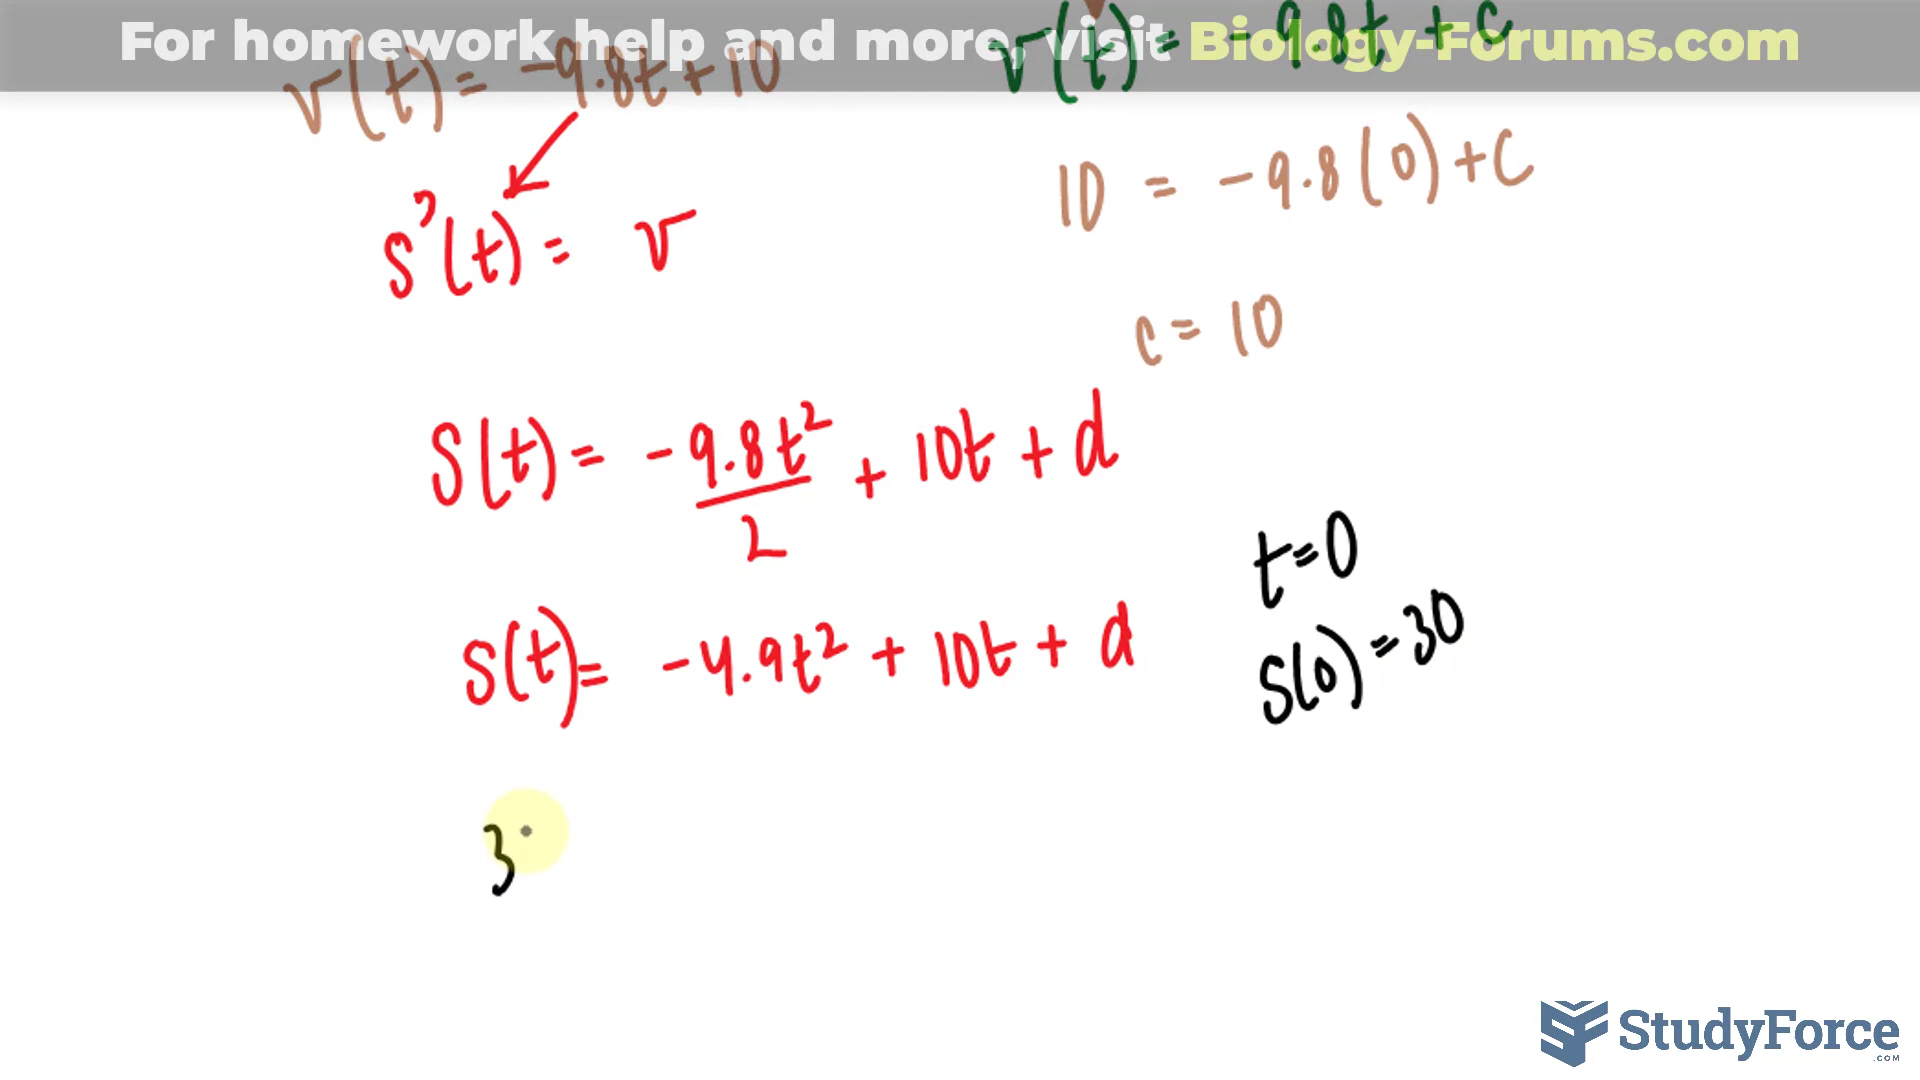 For homework help and more, visit Biology-Forums.com
v(t) = -9.8t + 10
v(t) = -9.8t + c
10 = -9.8(0) + c
s'(t) = v
c = 10
s(t) = -9.8t²/2 + 10t + d
t=0
s(t) = -4.9t² + 10t + d
s(0) = 30
3
StudyForce
.COM